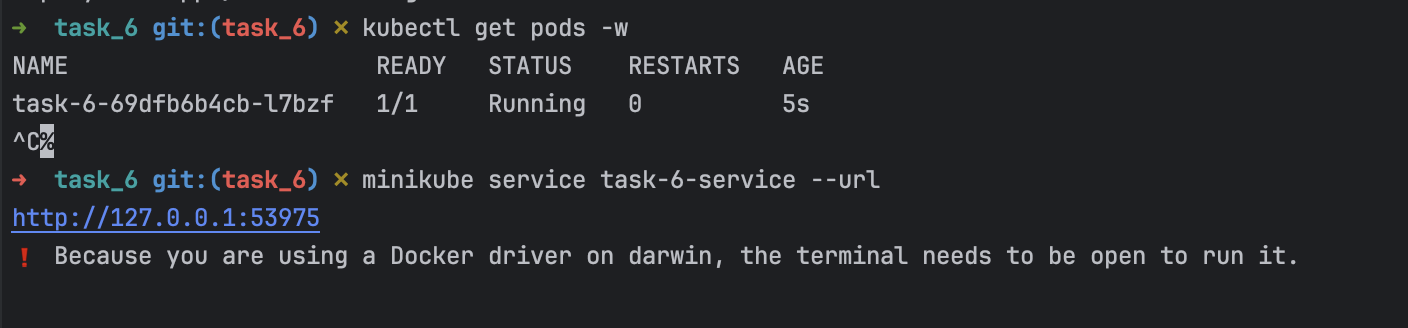 → task_6 git:(task_6) ✗ kubectl get pods -w
NAME READY STATUS RESTARTS AGE
task-6-69dfb6b4cb-l7bzf 1/1 Running 0 5s
^C%
→ task_6 git:(task_6) ✗ minikube service task-6-service --url
http://127.0.0.1:53975
❗ Because you are using a Docker driver on darwin, the terminal needs to be open to run it.